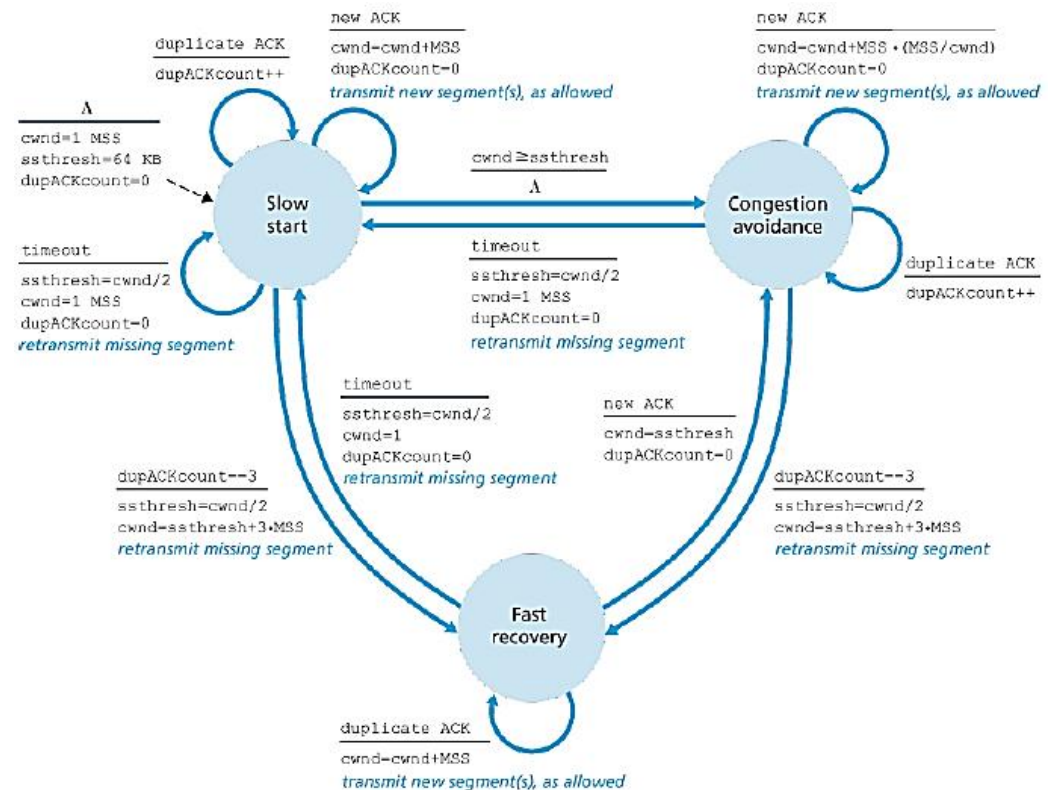 new ACK
cwnd=cwnd+MSS
dupACKcount=0
transmit new segment(s), as allowed
duplicate ACK
dupACKcount++
Λ
cwnd=1 MSS
ssthresh=64 KB
dupACKcount=0
Slow
start
timeout
ssthresh=cwnd/2
cwnd=1 MSS
dupACKcount=0
retransmit missing segment
cwnd≥ssthresh
Λ
timeout
ssthresh=cwnd/2
cwnd=1 MSS
dupACKcount=0
retransmit missing segment
new ACK
cwnd=cwnd+MSS •(MSS/cwnd)
dupACKcount=0
transmit new segment(s), as allowed
Congestion
avoidance
duplicate ACK
dupACKcount++
timeout
ssthresh=cwnd/2
cwnd=1
dupACKcount=0
retransmit missing segment
new ACK
cwnd=ssthresh
dupACKcount=0
dupACKcount==3
ssthresh=cwnd/2
cwnd=ssthresh+3•MSS
retransmit missing segment
dupACKcount==3
ssthresh=cwnd/2
cwnd=ssthresh+3•MSS
retransmit missing segment
Fast
recovery
duplicate ACK
cwnd=cwnd+MSS
transmit new segment(s), as allowed